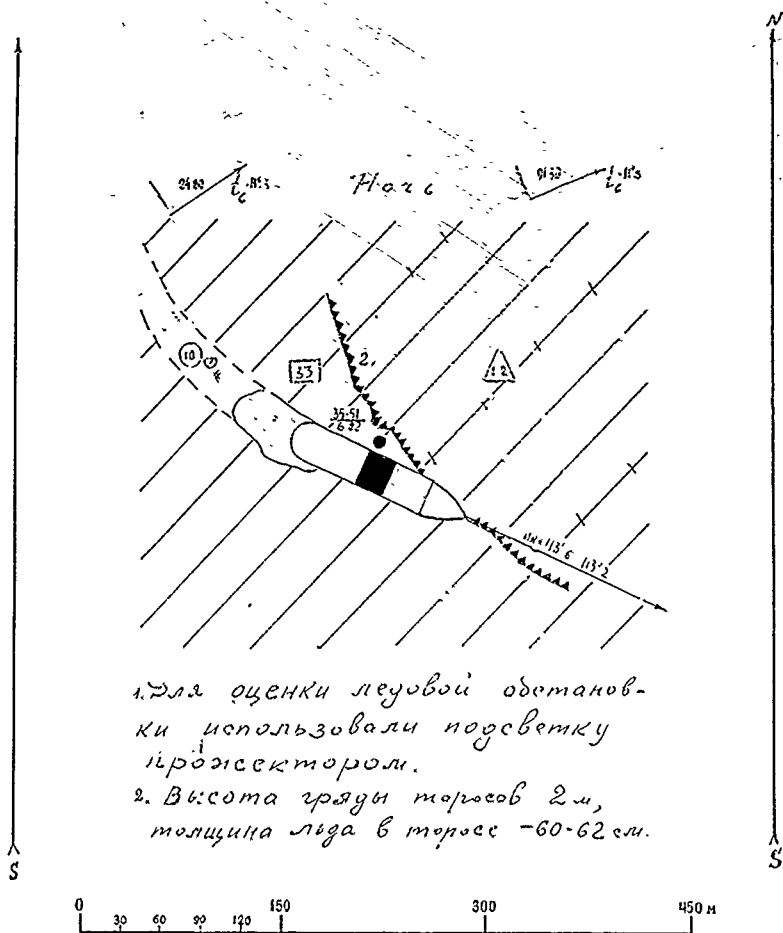 N
Ночь
10
33
2
35-51
1. Для оценки ледовой обстанов-
ки использовали подсветку
прожектором.
2. Высота гряды торосов 2 м,
толщина льда в торосе -60-62 см.
S
S
0 30 60 90 120 150 300 450 м